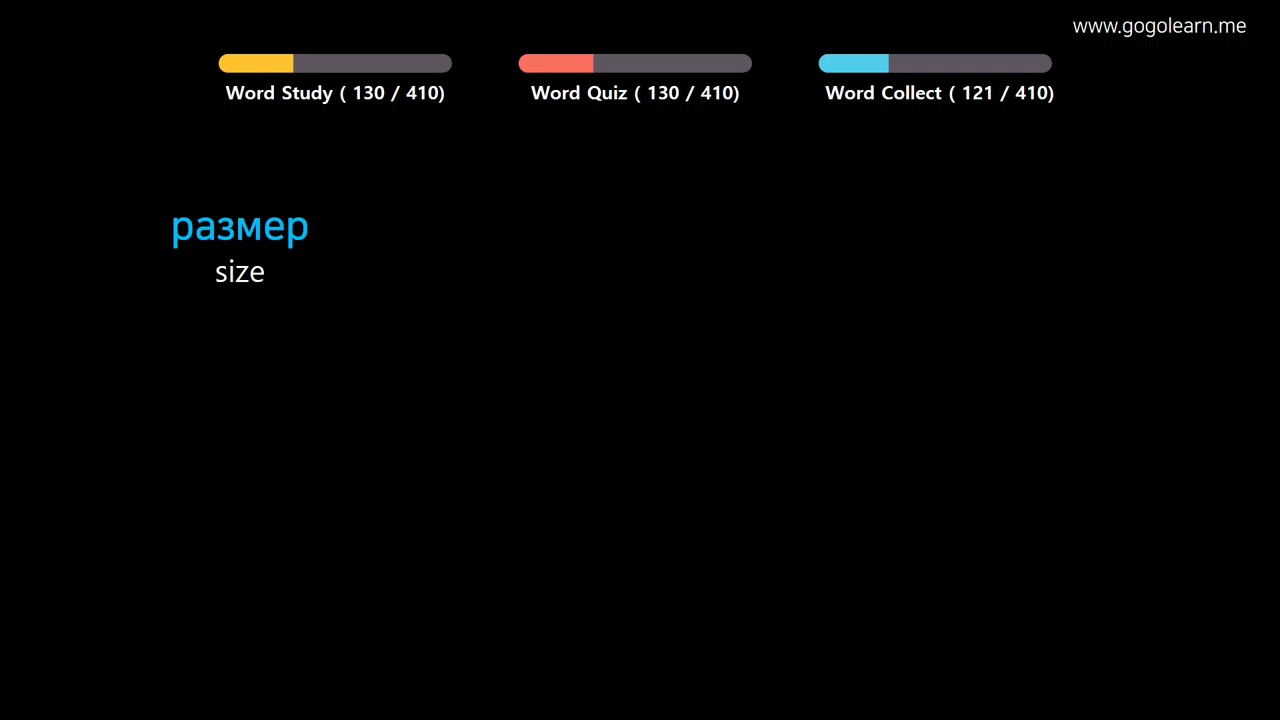 www.gogolearn.me
Word Study ( 130 / 410)
Word Quiz ( 130 / 410)
Word Collect ( 121 / 410)
размер
size